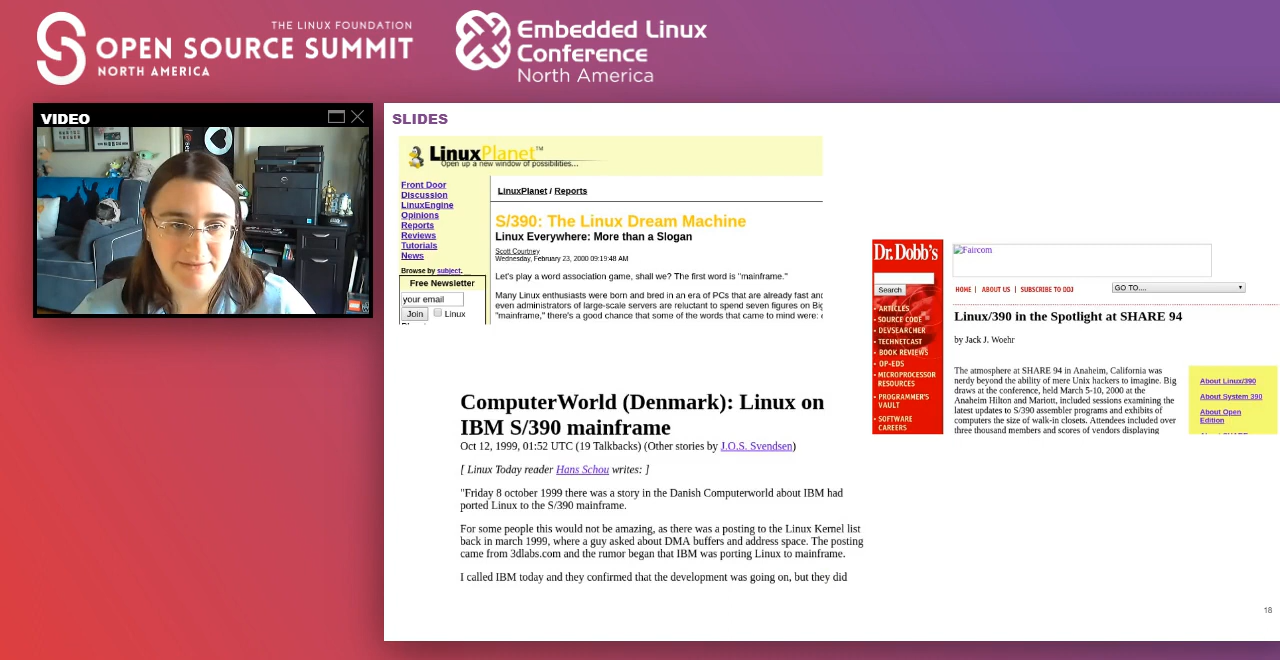 THE LINUX FOUNDATION
OPEN SOURCE SUMMIT
NORTH AMERICA
Embedded Linux
Conference
North America
VIDEO
SLIDES
LinuxPlanet™
Open up a new window of possibilities...
Front Door
Discussion
LinuxEngine
Opinions
Reports
Reviews
Tutorials
News
Browse by subject.
Free Newsletter
your email
Join Linux
LinuxPlanet / Reports
S/390: The Linux Dream Machine
Linux Everywhere: More than a Slogan
Scott Courtney
Wednesday, February 23, 2000 09:19:48 AM
Let's play a word association game, shall we? The first word is "mainframe."
Many Linux enthusiasts were born and bred in an era of PCs that are already fast and
even administrators of large-scale servers are reluctant to spend seven figures on Big
"mainframe," there's a good chance that some of the words that came to mind were:
Dr. Dobb's
Search
• ARTICLES
• SOURCE CODE
• DEVSEARCHER
• TECHNETCAST
• BOOK REVIEWS
• OP-EDS
• MICROPROCESSOR
RESOURCES
• PROGRAMMER'S
VAULT
• SOFTWARE
CAREERS
Faircom
HOME | ABOUT US | SUBSCRIBE TO DDJ
GO TO....
Linux/390 in the Spotlight at SHARE 94
by Jack J. Woehr
The atmosphere at SHARE 94 in Anaheim, California was
nerdy beyond the ability of mere Unix hackers to imagine. Big
draws at the conference, held March 5-10, 2000 at the
Anaheim Hilton and Mariott, included sessions examining the
latest updates to S/390 assembler programs and exhibits of
computers the size of walk-in closets. Attendees included over
three thousand members and scores of vendors displaying
About Linux/390
About System 390
About Open
Edition
ComputerWorld (Denmark): Linux on
IBM S/390 mainframe
Oct 12, 1999, 01:52 UTC (19 Talkbacks) (Other stories by J.O.S. Svendsen)
[ Linux Today reader Hans Schou writes: ]
"Friday 8 october 1999 there was a story in the Danish Computerworld about IBM had
ported Linux to the S/390 mainframe.
For some people this would not be amazing, as there was a posting to the Linux Kernel list
back in march 1999, where a guy asked about DMA buffers and address space. The posting
came from 3dlabs.com and the rumor began that IBM was porting Linux to mainframe.
I called IBM today and they confirmed that the development was going on, but they did
18